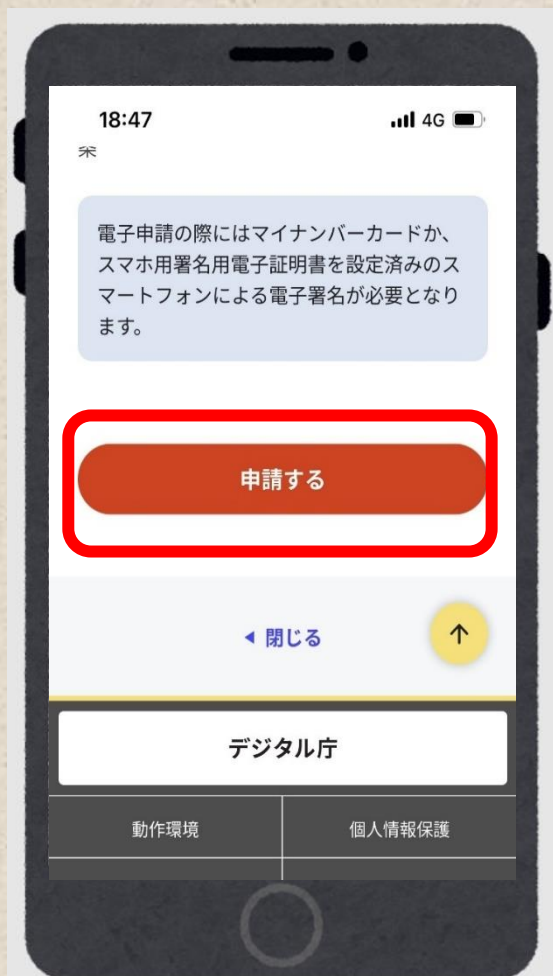 18:47
4G
電子申請の際にはマイナンバーカードか、
スマホ用署名用電子証明書を設定済みのス
マートフォンによる電子署名が必要となり
ます。
申請する
閉じる
デジタル庁
動作環境
個人情報保護